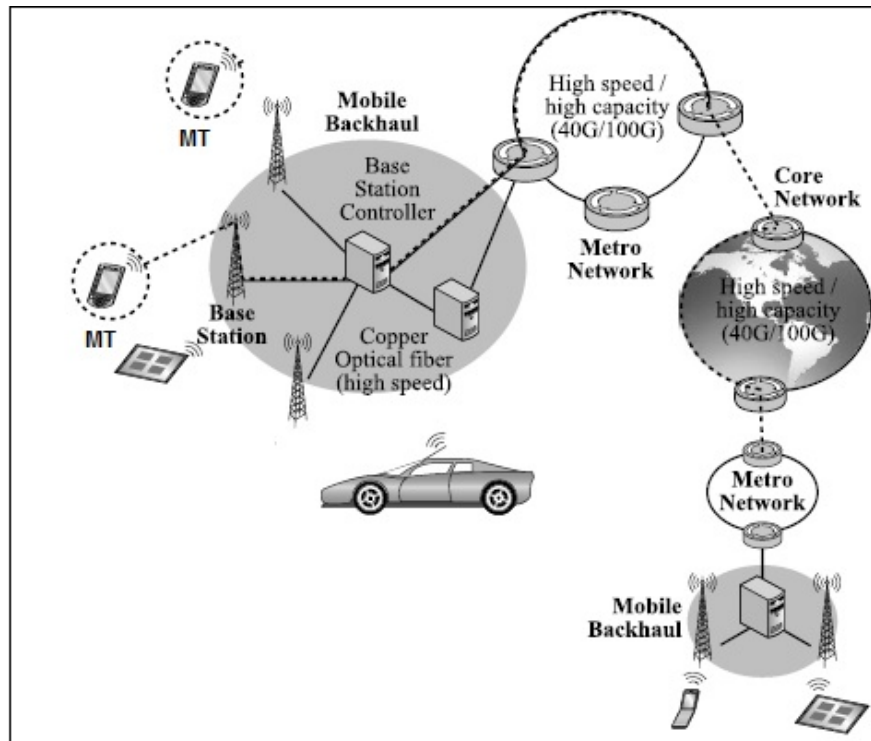 MT
Mobile
Backhaul
High speed /
high capacity
(40G/100G)
Base
Station
Controller
Core
Network
Metro
Network
MT
Base
Station
Copper
Optical fiber
(high speed)
High speed /
high capacity
(40G/100G)
Metro
Network
Mobile
Backhaul